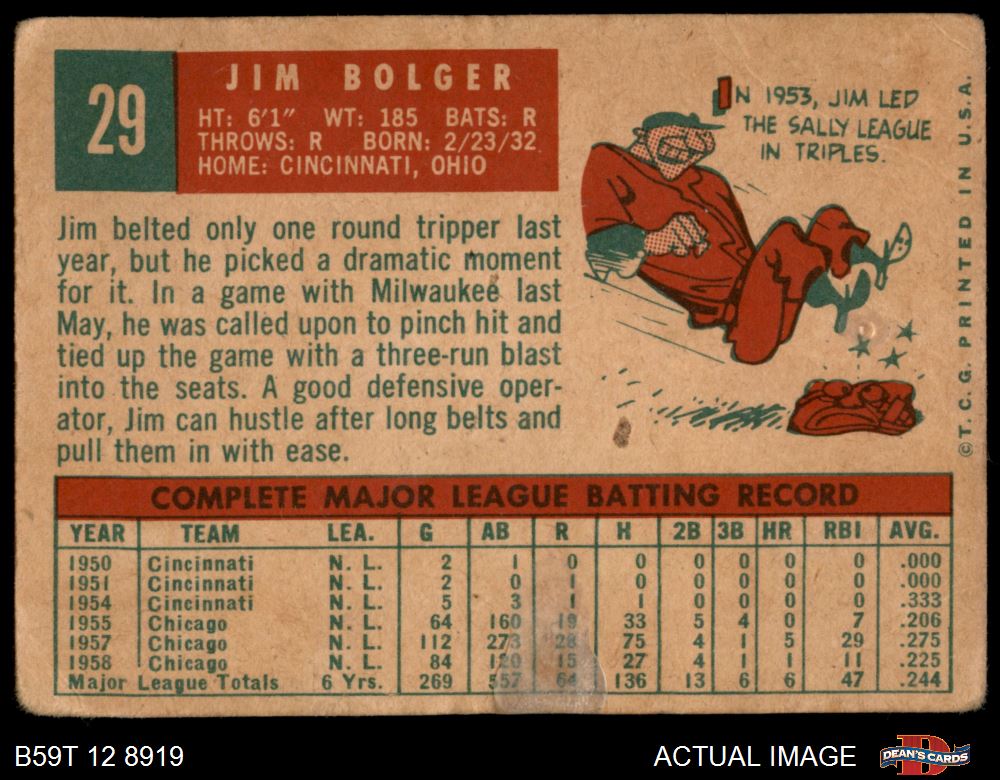 29
JIM BOLGER
HT: 6'1" WT: 185 BATS: R
THROWS: R BORN: 2/23/32
HOME: CINCINNATI, OHIO
IN 1953, JIM LED
THE SALLY LEAGUE
IN TRIPLES.
Jim belted only one round tripper last
year, but he picked a dramatic moment
for it. In a game with Milwaukee last
May, he was called upon to pinch hit and
tied up the game with a three-run blast
into the seats. A good defensive oper-
ator, Jim can hustle after long belts and
pull them in with ease.
©T. C. G. PRINTED IN U.S.A.
COMPLETE MAJOR LEAGUE BATTING RECORD
YEAR TEAM LEA. G AB R H 2B 3B HR RBI AVG.
1950 Cincinnati N. L. 2 1 0 0 0 0 0 0 .000
1951 Cincinnati N. L. 2 0 1 0 0 0 0 0 .000
1954 Cincinnati N. L. 5 3 1 1 0 0 0 0 .333
1955 Chicago N. L. 64 160 19 33 5 4 0 7 .206
1957 Chicago N. L. 112 273 28 75 4 1 5 29 .275
1958 Chicago N. L. 84 120 15 27 4 1 1 11 .225
Major League Totals 6 Yrs. 269 557 64 136 13 6 6 47 .244
B59T 12 8919
ACTUAL IMAGE
DEAN'S CARDS